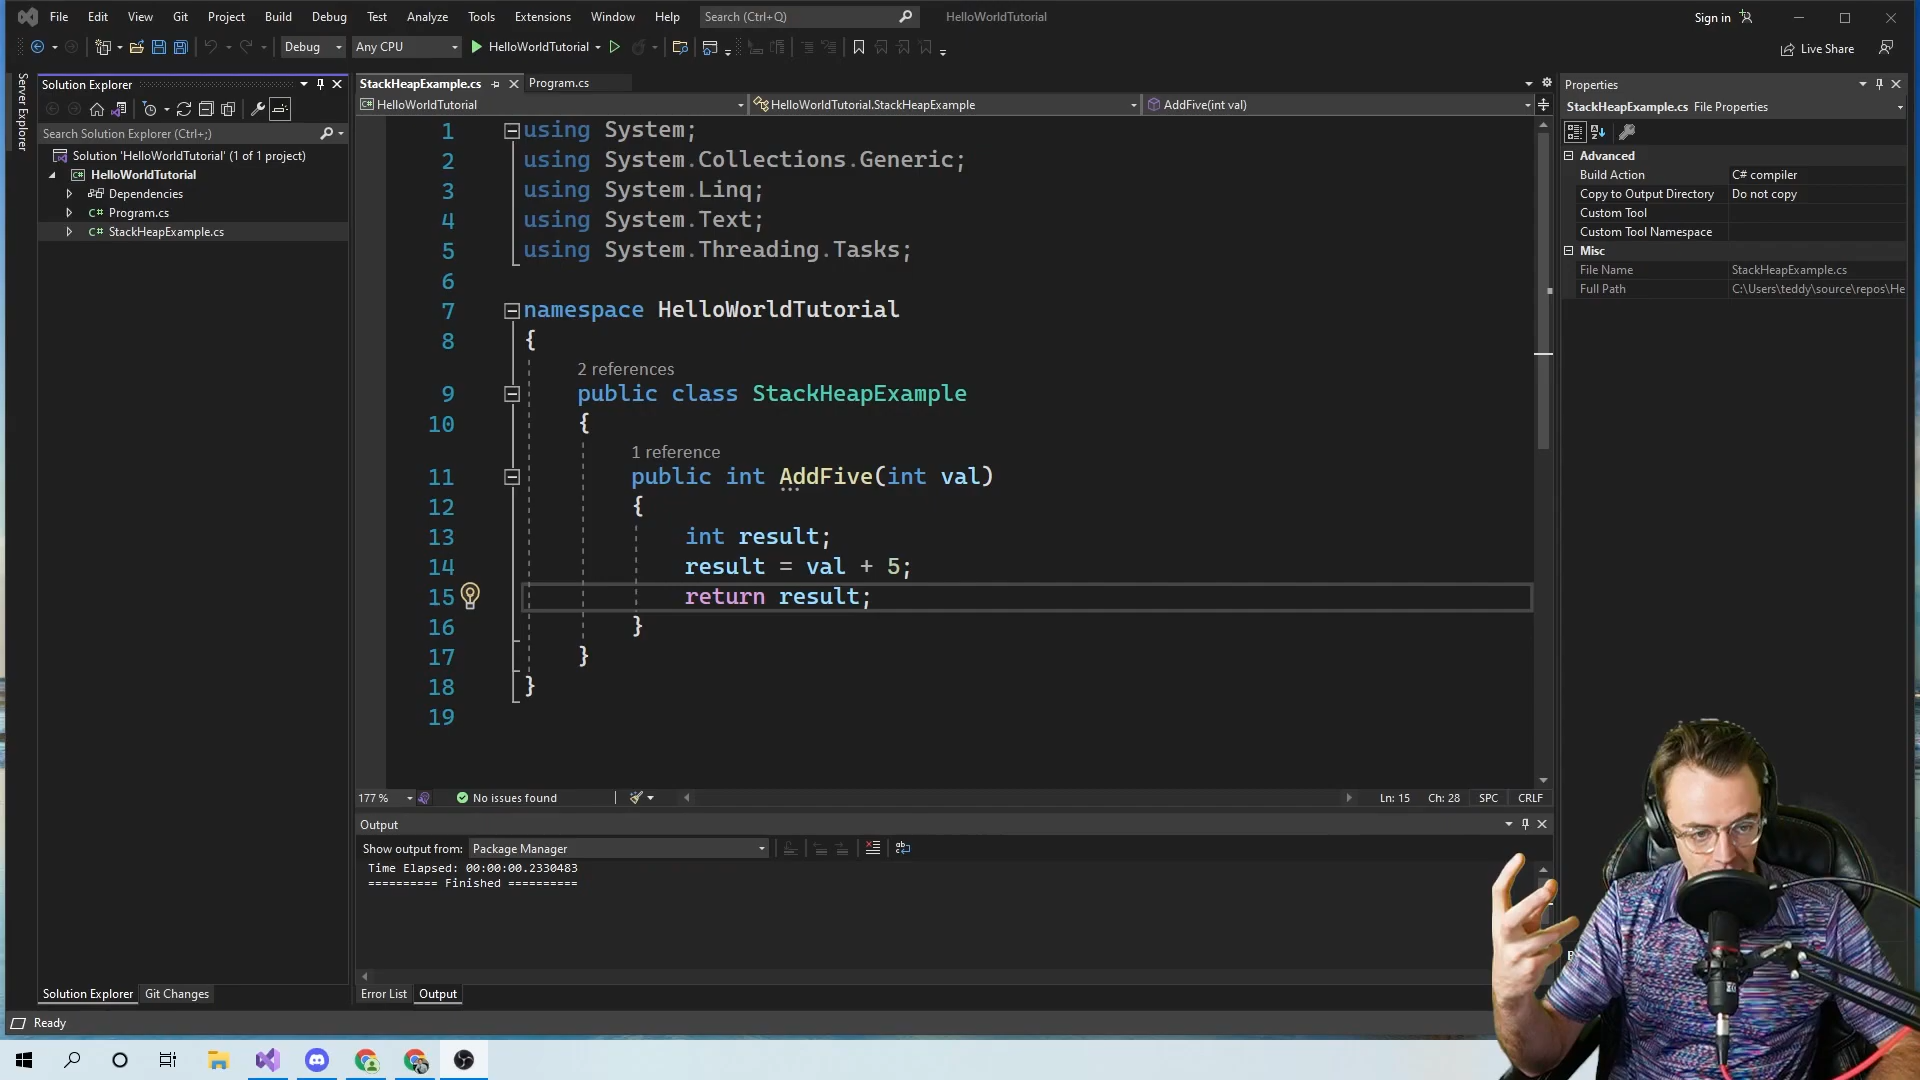 File Edit View Git Project Build Debug Test Analyze Tools Extensions Window Help Search (Ctrl+Q) HelloWorldTutorial Sign in
Debug Any CPU HelloWorldTutorial Live Share
Server Explorer
Solution Explorer
Search Solution Explorer (Ctrl+;)
Solution 'HelloWorldTutorial' (1 of 1 project)
C# HelloWorldTutorial
Dependencies
C# Program.cs
C# StackHeapExample.cs
Solution Explorer Git Changes
StackHeapExample.cs Program.cs
C# HelloWorldTutorial HelloWorldTutorial.StackHeapExample AddFive(int val)
1 using System;
2 using System.Collections.Generic;
3 using System.Linq;
4 using System.Text;
5 using System.Threading.Tasks;
6
7 namespace HelloWorldTutorial
8 {
2 references
9 public class StackHeapExample
10 {
1 reference
11 public int AddFive(int val)
12 {
13 int result;
14 result = val + 5;
15 return result;
16 }
17 }
18 }
19
177 % No issues found Ln: 15 Ch: 28 SPC CRLF
Output
Show output from: Package Manager
Time Elapsed: 00:00:00.2330483
========== Finished ==========
Error List Output
Properties
StackHeapExample.cs File Properties
Advanced
Build Action C# compiler
Copy to Output Directory Do not copy
Custom Tool
Custom Tool Namespace
Misc
File Name StackHeapExample.cs
Full Path C:\Users\teddy\source\repos\He
Ready